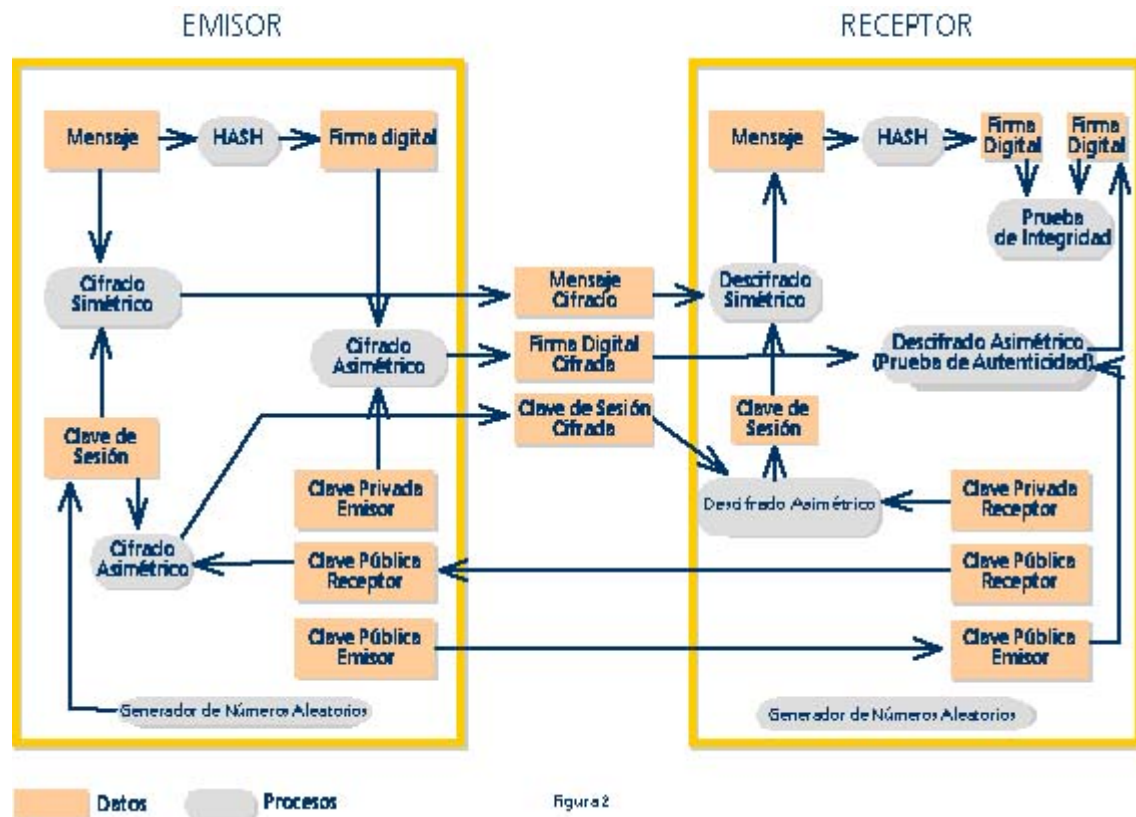 EMISOR
RECEPTOR
Mensaje
HASH
Firma digital
Mensaje
HASH
Firma
Digital
Firma
Digital
Prueba
de Integridad
Cifrado
Simétrico
Mensaje
Cifrado
Descifrado
Simétrico
Cifrado
Asimétrico
Firma Digital
Cifrada
Descifrado Asimétrico
(Prueba de Autenticidad)
Clave de
Sesión
Clave de Sesión
Cifrada
Clave de
Sesión
Clave Privada
Emisor
Descifrado Asimétrico
Clave Privada
Receptor
Cifrado
Asimétrico
Clave Pública
Receptor
Clave Pública
Receptor
Clave Pública
Emisor
Clave Pública
Emisor
Generador de Números Aleatorios
Generador de Números Aleatorios
Datos
Procesos
Figura 2